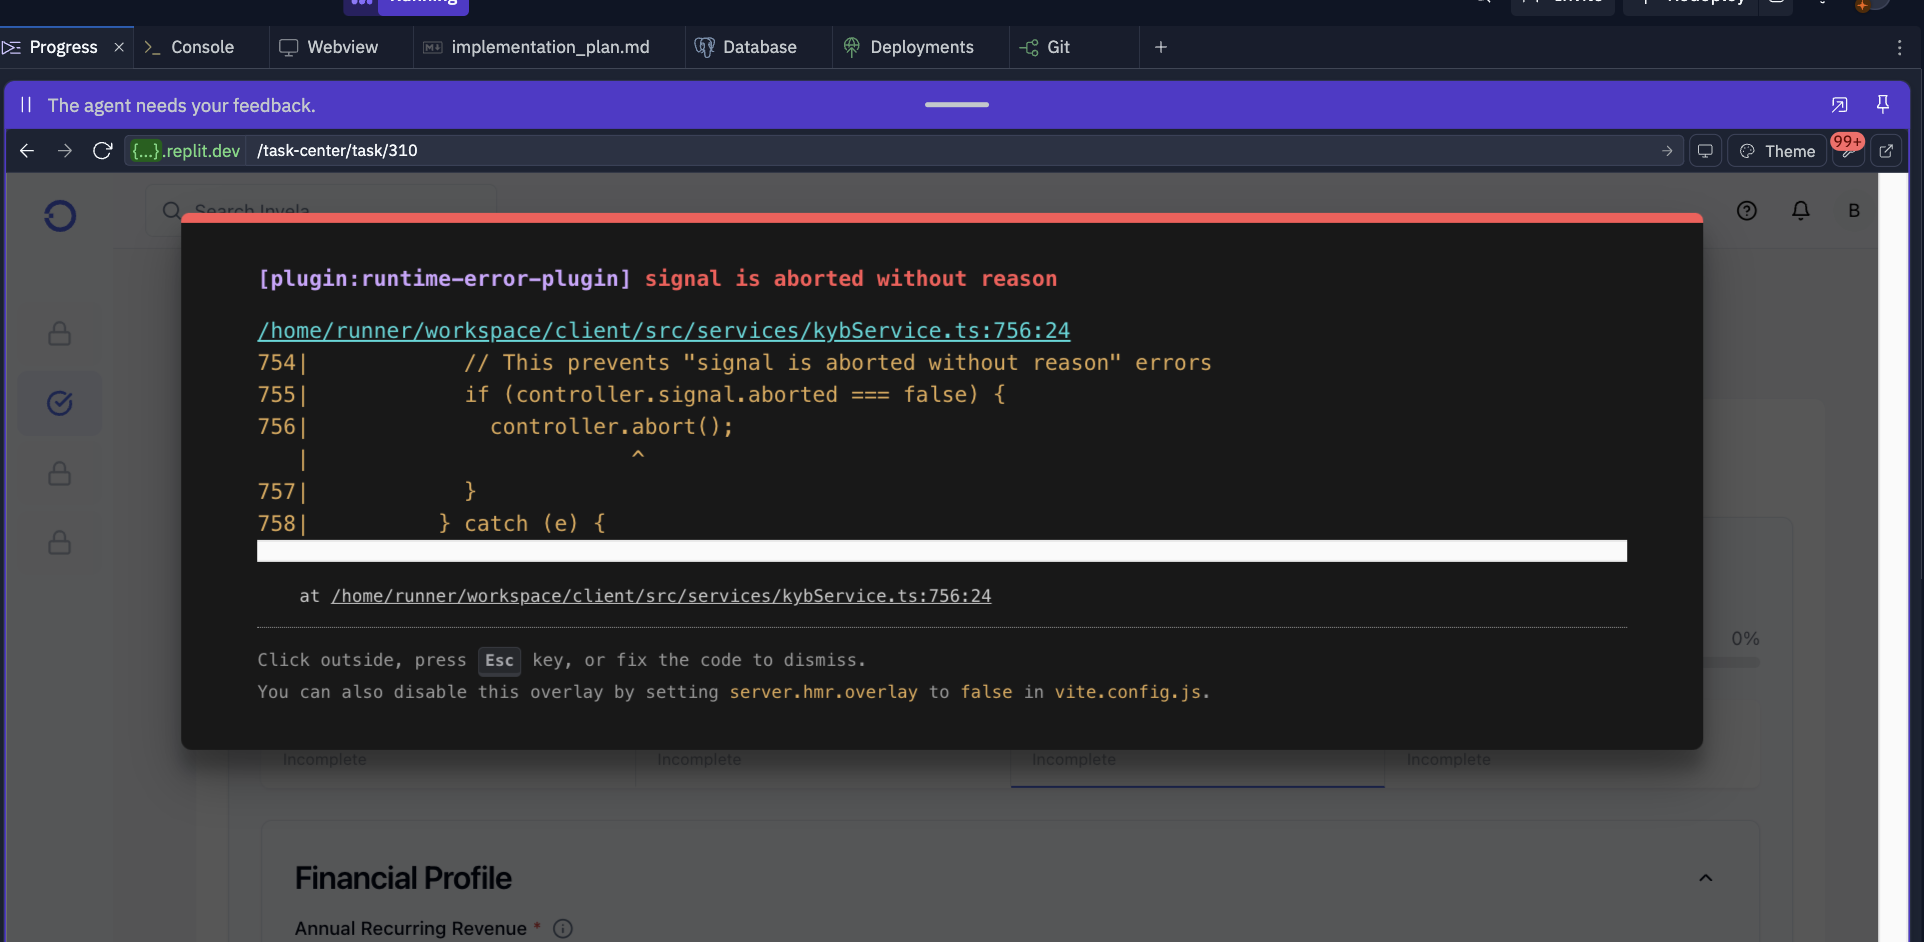 Running
Invite
Redeploy
Progress × Console Webview implementation_plan.md Database Deployments Git +
The agent needs your feedback.
{...}.replit.dev /task-center/task/310 Theme 99+
Search Invela
B
[plugin:runtime-error-plugin] signal is aborted without reason
/home/runner/workspace/client/src/services/kybService.ts:756:24
754| // This prevents "signal is aborted without reason" errors
755| if (controller.signal.aborted === false) {
756| controller.abort();
| ^
757| }
758| } catch (e) {
at /home/runner/workspace/client/src/services/kybService.ts:756:24
0%
Click outside, press Esc key, or fix the code to dismiss.
You can also disable this overlay by setting server.hmr.overlay to false in vite.config.js.
Incomplete Incomplete Incomplete Incomplete
Financial Profile
Annual Recurring Revenue *